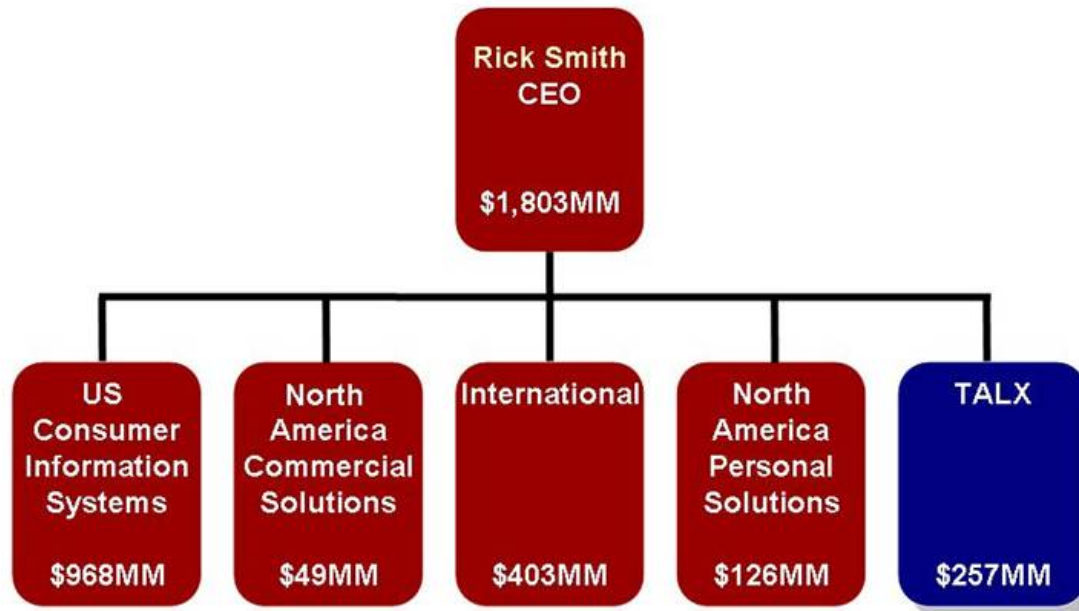 Rick Smith
CEO
$1,803MM
US
Consumer
Information
Systems
$968MM
North
America
Commercial
Solutions
$49MM
International
$403MM
North
America
Personal
Solutions
$126MM
TALX
$257MM